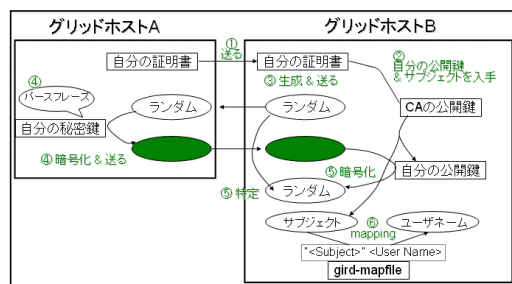 グリッドホストA
グリッドホストB
①
送る
自分の証明書
自分の証明書
②
自分の公開鍵
& サブジェクトを入手
③ 生成 & 送る
④
パースフレーズ
ランダム
ランダム
CAの公開鍵
自分の秘密鍵
④ 暗号化 & 送る
⑤ 暗号化
自分の公開鍵
⑤ 特定
ランダム
サブジェクト
⑥
mapping
ユーザネーム
"<Subject>" <User Name>
gird-mapfile